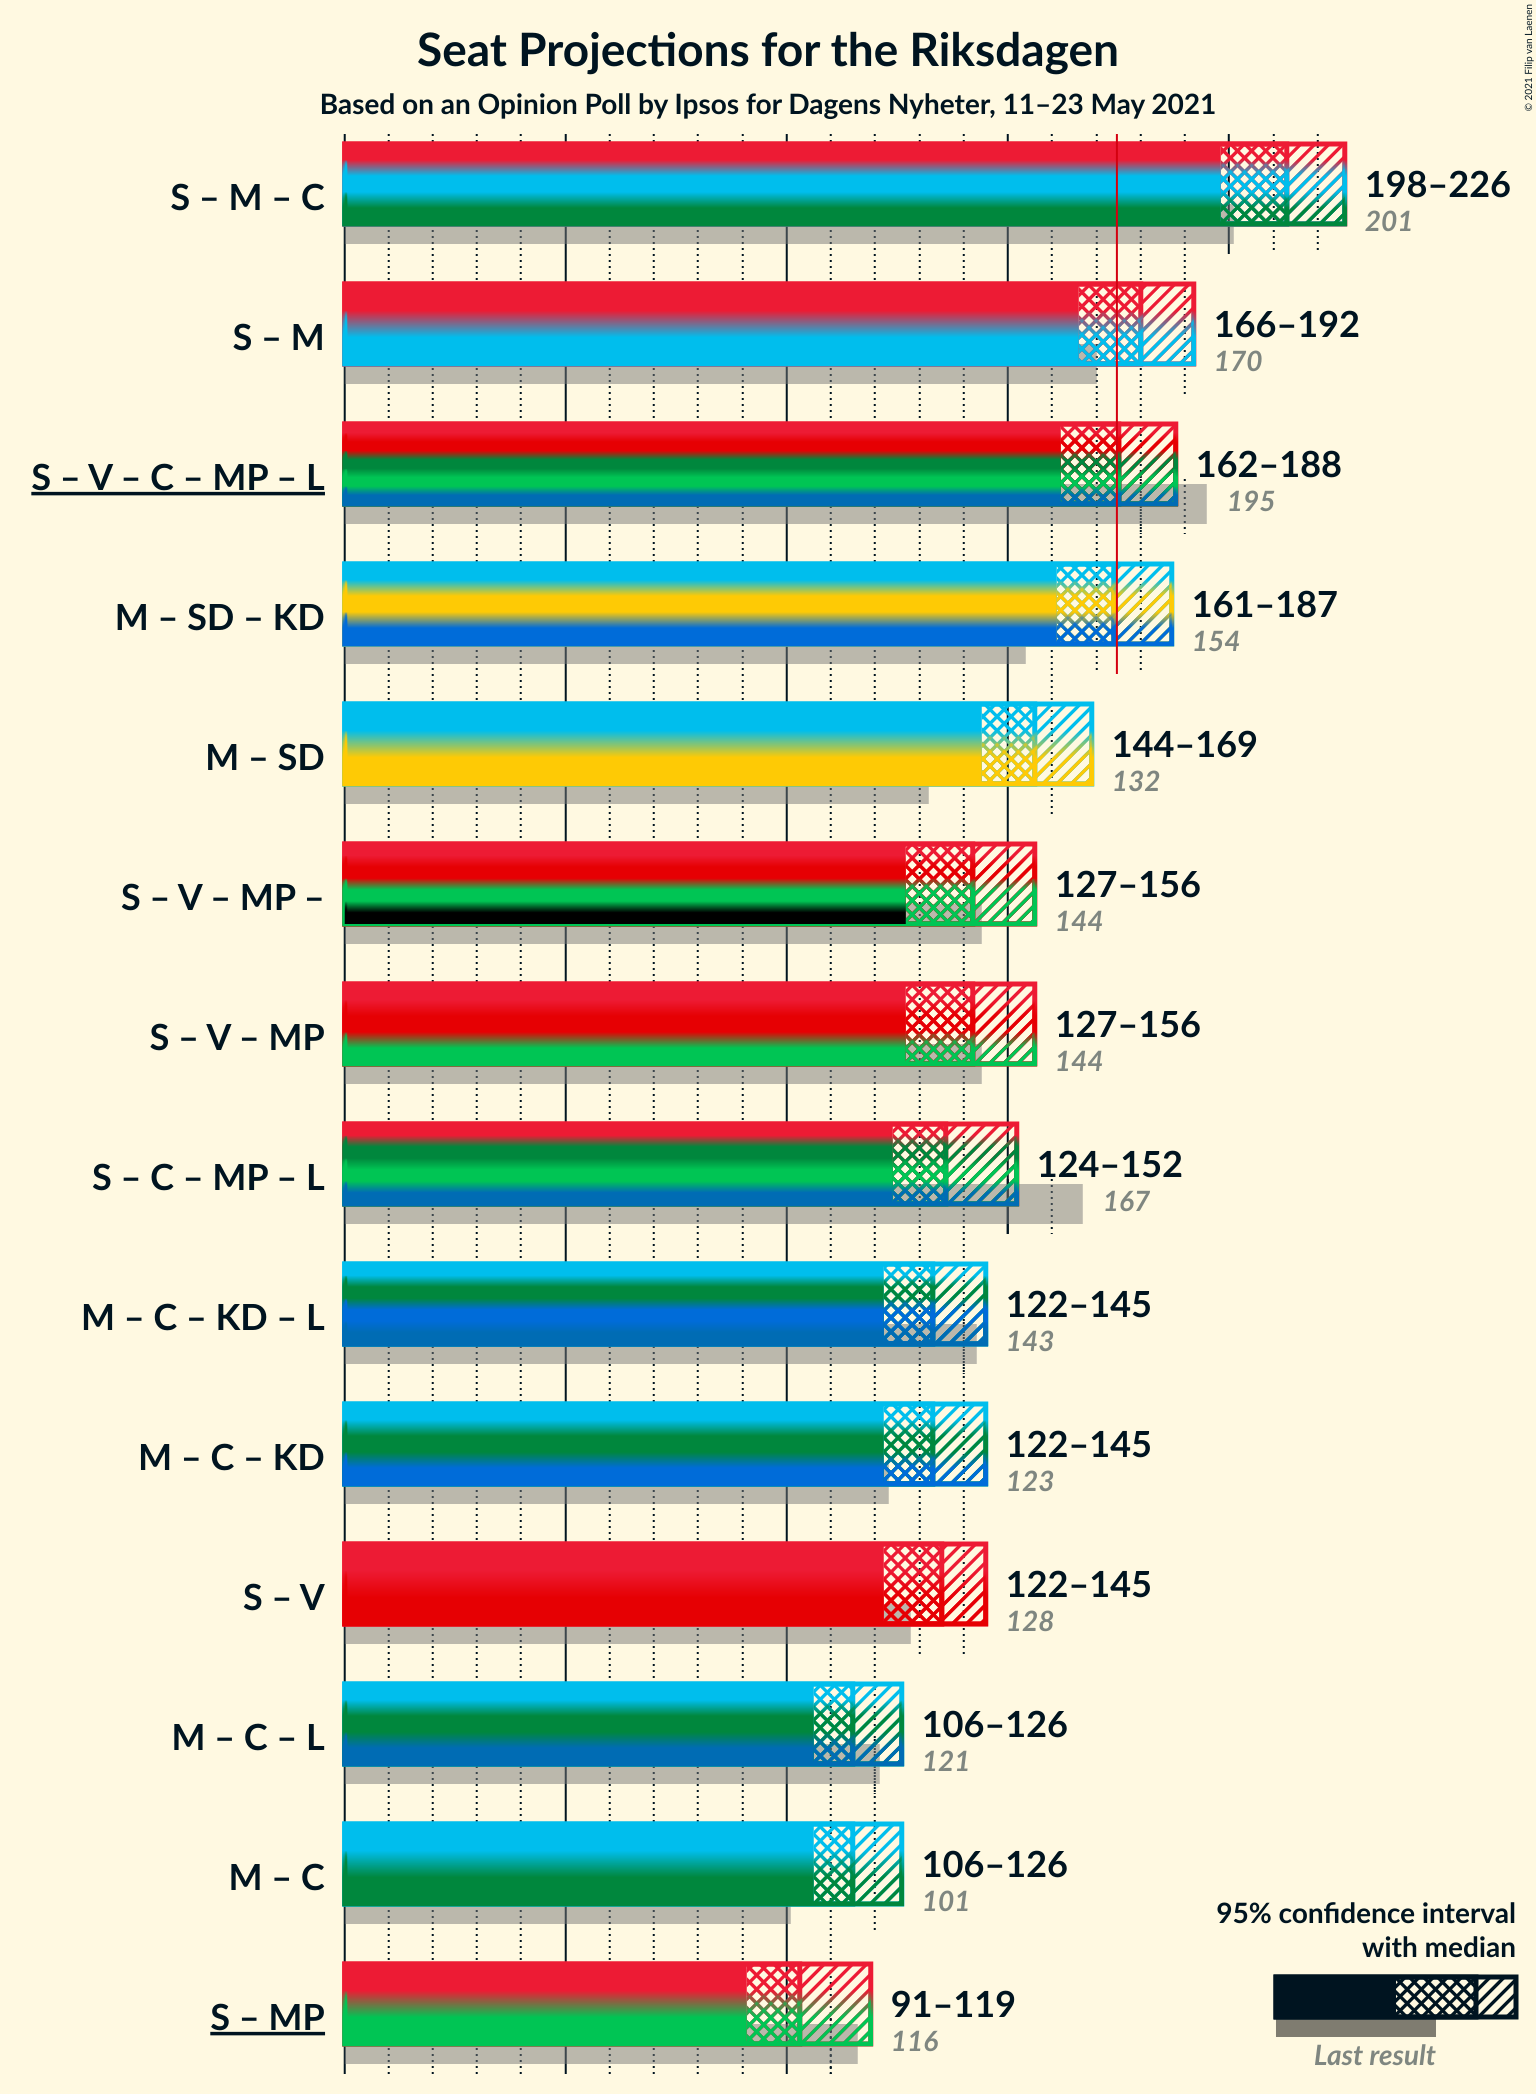 Seat Projections for the Riksdagen
Based on an Opinion Poll by Ipsos for Dagens Nyheter, 11–23 May 2021
© 2021 Filip van Laenen
S – M – C
198–226
201
S – M
166–192
170
S – V – C – MP – L
162–188
195
M – SD – KD
161–187
154
M – SD
144–169
132
S – V – MP –
127–156
144
S – V – MP
127–156
144
S – C – MP – L
124–152
167
M – C – KD – L
122–145
143
M – C – KD
122–145
123
S – V
122–145
128
M – C – L
106–126
121
M – C
106–126
101
S – MP
91–119
116
95% confidence interval
with median
Last result